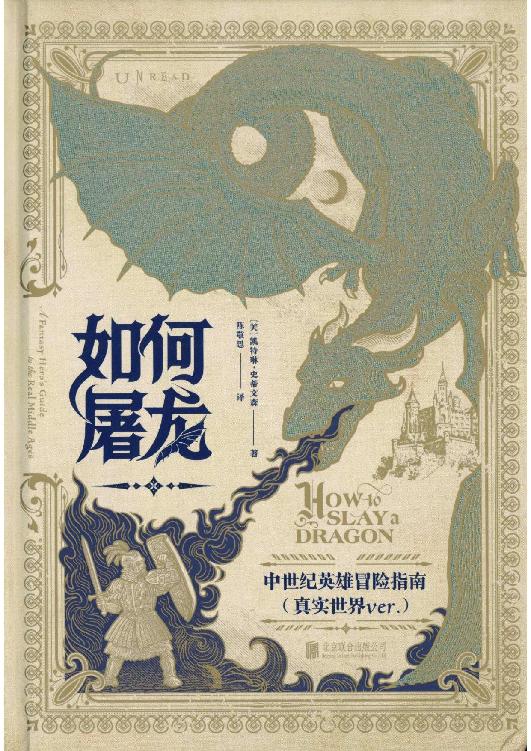 UNREAD
如何
屠龙
[美]凯特琳·史蒂文森 —— 著
陈敬思 —— 译
A Fantasy Hero's Guide
to the Real Middle Ages
HOW to
SLAY a
DRAGON
中世纪英雄冒险指南
（真实世界ver.）
北京联合出版公司